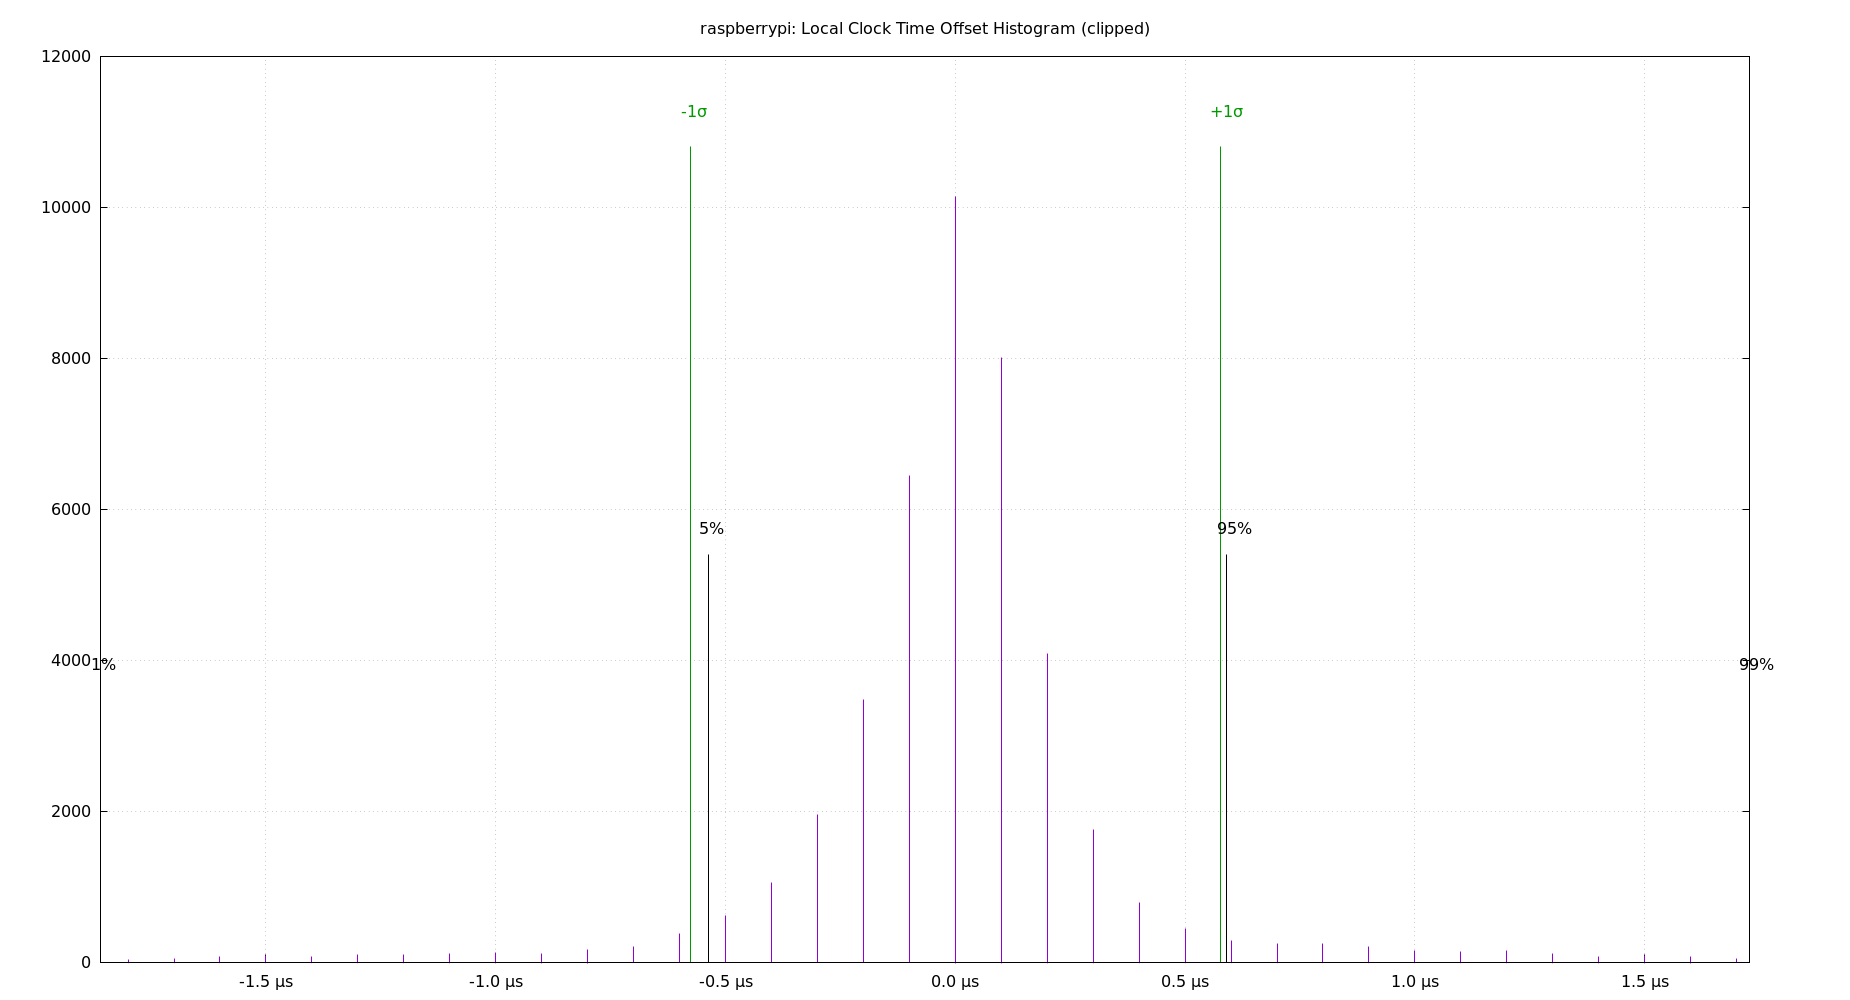 raspberrypi: Local Clock Time Offset Histogram (clipped)
12000
-1σ
+1σ
10000
8000
6000
5%
95%
4000
1%
99%
2000
0
-1.5 µs
-1.0 µs
-0.5 µs
0.0 µs
0.5 µs
1.0 µs
1.5 µs